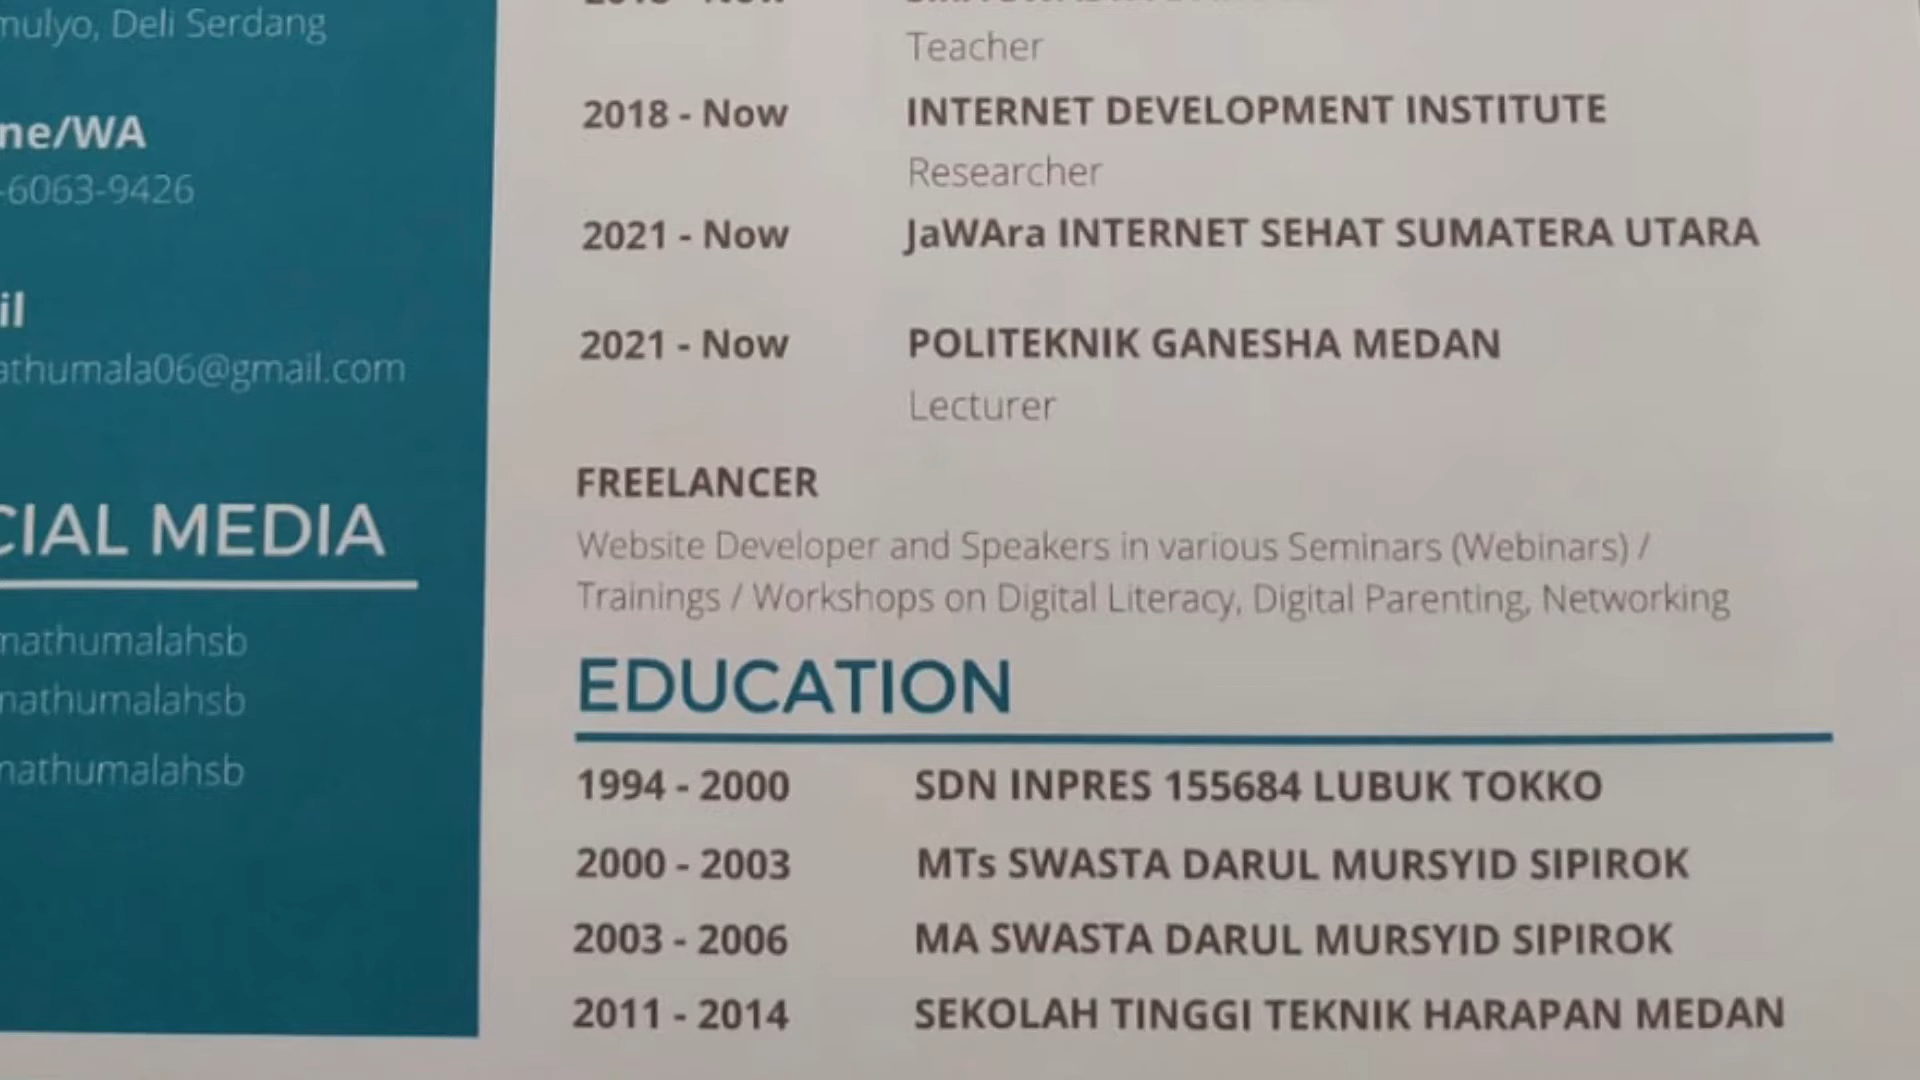 Deli Serdang
WA
-6063-9426
athumala06@gmail.com
MEDIA
nathumalahsb
nathumalahsb
nathumalahsb
Now
Teacher
2018 - Now INTERNET DEVELOPMENT INSTITUTE
Researcher
2021 - Now JaWAra INTERNET SEHAT SUMATERA UTARA
2021 - Now POLITEKNIK GANESHA MEDAN
Lecturer
FREELANCER
Website Developer and Speakers in various Seminars (Webinars) /
Trainings / Workshops on Digital Literacy, Digital Parenting, Networking
EDUCATION
1994 - 2000 SDN INPRES 155684 LUBUK TOKKO
2000 - 2003 MTs SWASTA DARUL MURSYID SIPIROK
2003 - 2006 MA SWASTA DARUL MURSYID SIPIROK
2011 - 2014 SEKOLAH TINGGI TEKNIK HARAPAN MEDAN